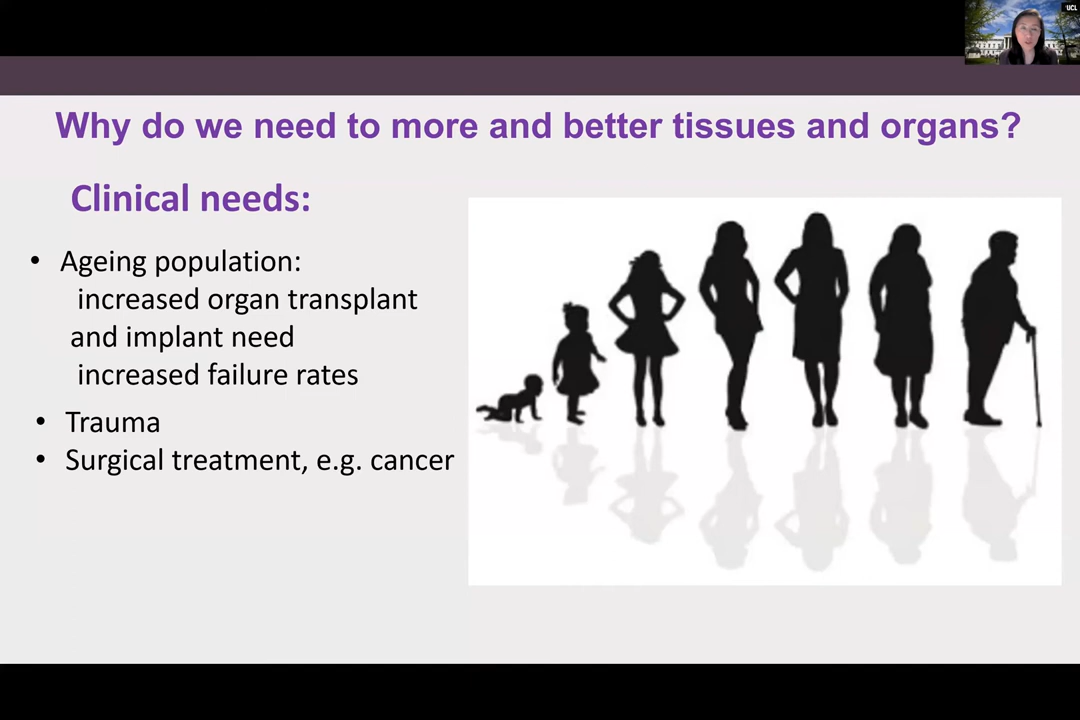 UCL
Why do we need to more and better tissues and organs?
Clinical needs:
• Ageing population:
increased organ transplant
and implant need
increased failure rates
• Trauma
• Surgical treatment, e.g. cancer